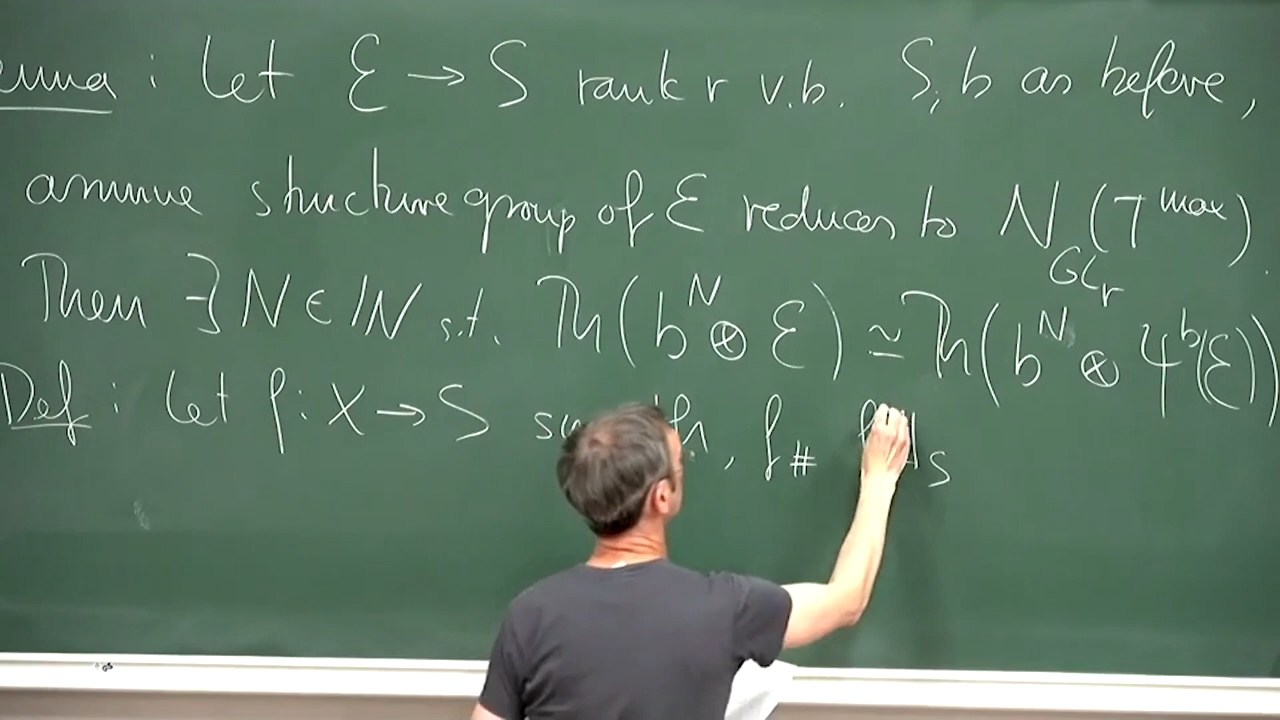 emma : Let ℰ → S rank r v.b. S, b as before,
assume structure group of ℰ reduces to N_{GL_r}(T^{max}).
Then ∃ N ∈ ℕ s.t. Th(b^N ⊗ ℰ) ≃ Th(b^N ⊗ ψ^b(ℰ))
Def : Let f : X → S , f_#